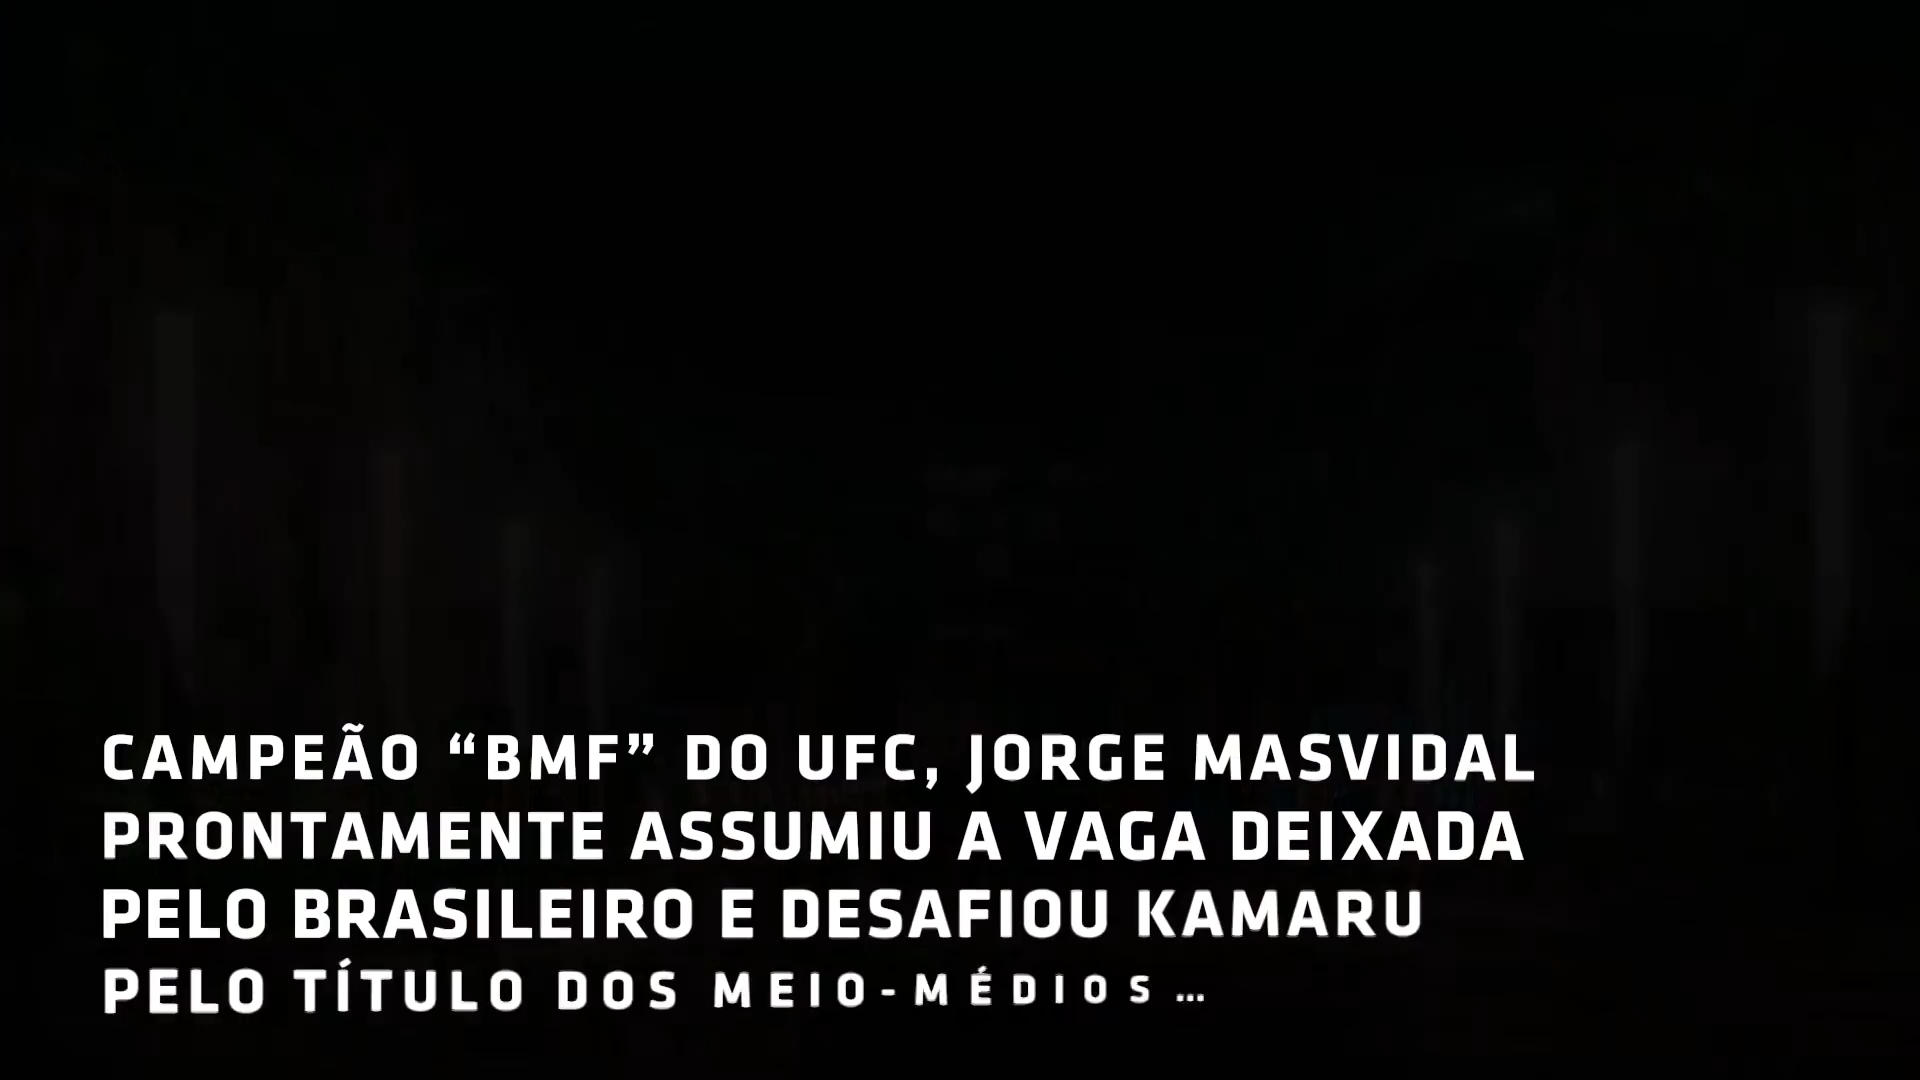 CAMPEÃO “BMF” DO UFC, JORGE MASVIDAL
PRONTAMENTE ASSUMIU A VAGA DEIXADA
PELO BRASILEIRO E DESAFIOU KAMARU
PELO TÍTULO DOS MEIO-MÉDIOS ...